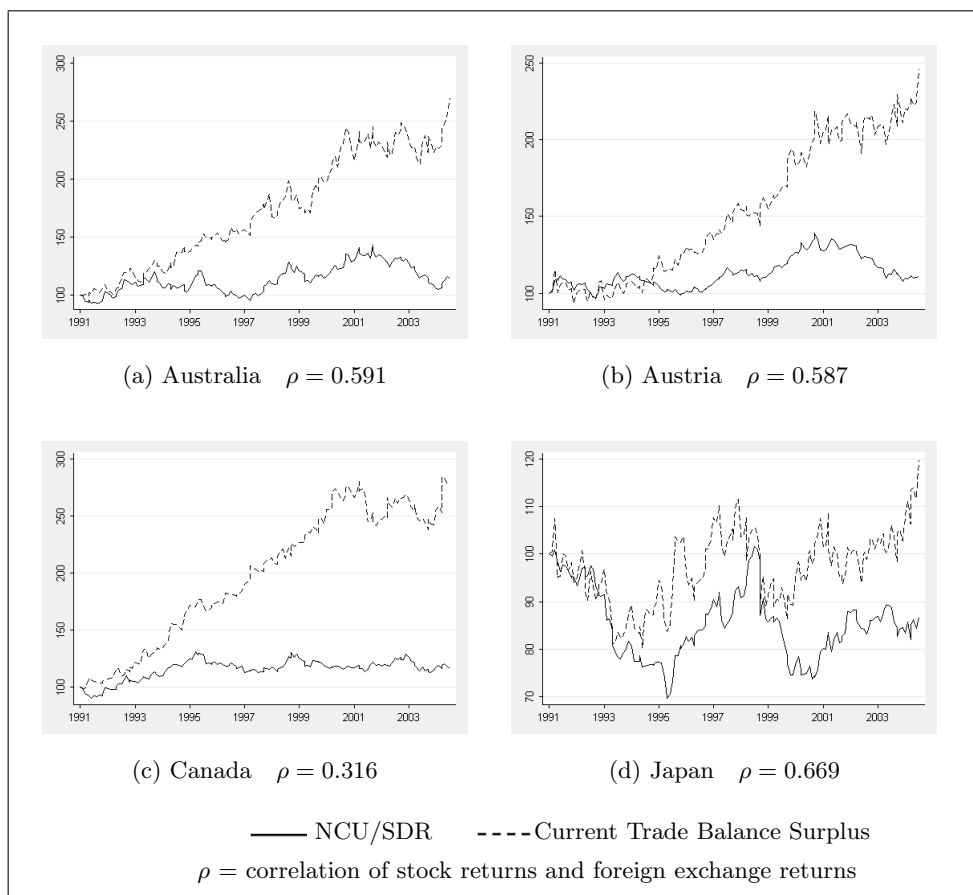 300
250
200
150
100
1991 1993 1995 1997 1999 2001 2003
(a) Australia ρ = 0.591
250
200
150
100
1991 1993 1995 1997 1999 2001 2003
(b) Austria ρ = 0.587
300
250
200
150
100
1991 1993 1995 1997 1999 2001 2003
(c) Canada ρ = 0.316
120
110
100
90
80
70
1991 1993 1995 1997 1999 2001 2003
(d) Japan ρ = 0.669
NCU/SDR Current Trade Balance Surplus
ρ = correlation of stock returns and foreign exchange returns